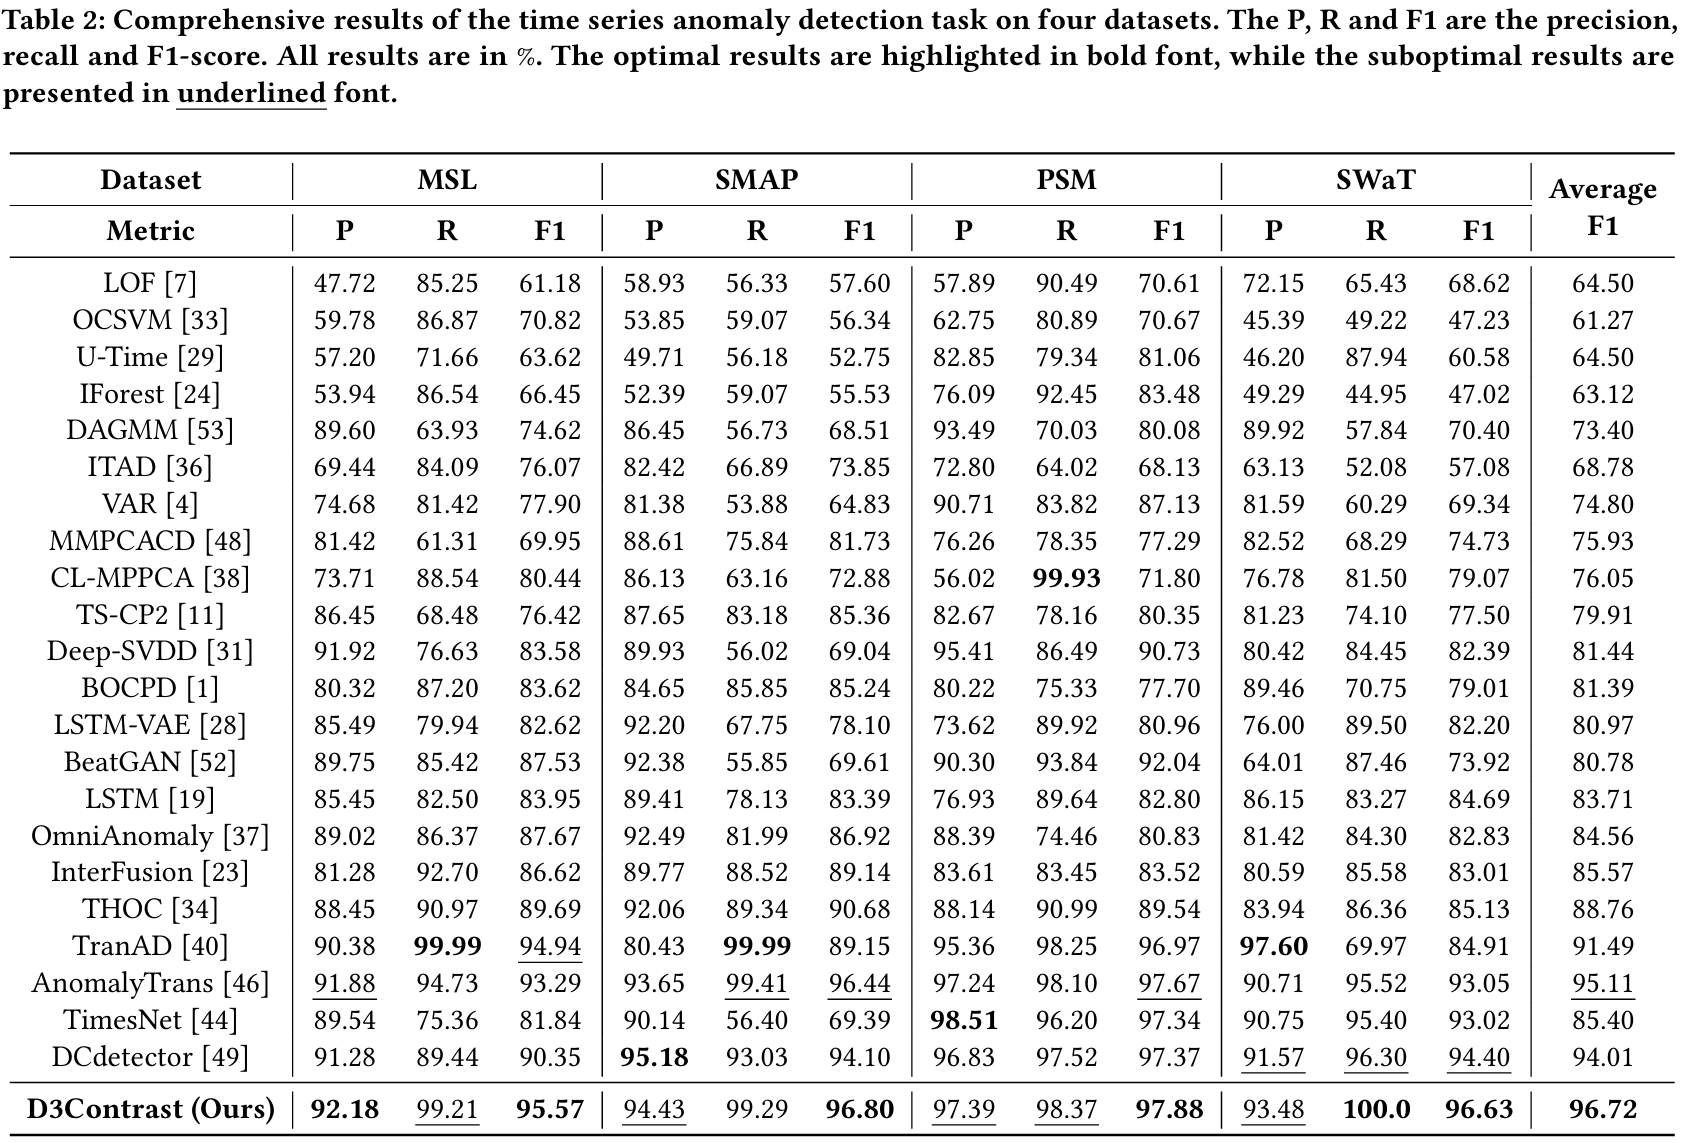 Table 2: Comprehensive results of the time series anomaly detection task on four datasets. The P, R and F1 are the precision,
recall and F1-score. All results are in %. The optimal results are highlighted in bold font, while the suboptimal results are
presented in underlined font.
Dataset MSL SMAP PSM SWaT Average F1
Metric P R F1 P R F1 P R F1 P R F1
LOF [7] 47.72 85.25 61.18 58.93 56.33 57.60 57.89 90.49 70.61 72.15 65.43 68.62 64.50
OCSVM [33] 59.78 86.87 70.82 53.85 59.07 56.34 62.75 80.89 70.67 45.39 49.22 47.23 61.27
U-Time [29] 57.20 71.66 63.62 49.71 56.18 52.75 82.85 79.34 81.06 46.20 87.94 60.58 64.50
IForest [24] 53.94 86.54 66.45 52.39 59.07 55.53 76.09 92.45 83.48 49.29 44.95 47.02 63.12
DAGMM [53] 89.60 63.93 74.62 86.45 56.73 68.51 93.49 70.03 80.08 89.92 57.84 70.40 73.40
ITAD [36] 69.44 84.09 76.07 82.42 66.89 73.85 72.80 64.02 68.13 63.13 52.08 57.08 68.78
VAR [4] 74.68 81.42 77.90 81.38 53.88 64.83 90.71 83.82 87.13 81.59 60.29 69.34 74.80
MMPCACD [48] 81.42 61.31 69.95 88.61 75.84 81.73 76.26 78.35 77.29 82.52 68.29 74.73 75.93
CL-MPPCA [38] 73.71 88.54 80.44 86.13 63.16 72.88 56.02 99.93 71.80 76.78 81.50 79.07 76.05
TS-CP2 [11] 86.45 68.48 76.42 87.65 83.18 85.36 82.67 78.16 80.35 81.23 74.10 77.50 79.91
Deep-SVDD [31] 91.92 76.63 83.58 89.93 56.02 69.04 95.41 86.49 90.73 80.42 84.45 82.39 81.44
BOCPD [1] 80.32 87.20 83.62 84.65 85.85 85.24 80.22 75.33 77.70 89.46 70.75 79.01 81.39
LSTM-VAE [28] 85.49 79.94 82.62 92.20 67.75 78.10 73.62 89.92 80.96 76.00 89.50 82.20 80.97
BeatGAN [52] 89.75 85.42 87.53 92.38 55.85 69.61 90.30 93.84 92.04 64.01 87.46 73.92 80.78
LSTM [19] 85.45 82.50 83.95 89.41 78.13 83.39 76.93 89.64 82.80 86.15 83.27 84.69 83.71
OmniAnomaly [37] 89.02 86.37 87.67 92.49 81.99 86.92 88.39 74.46 80.83 81.42 84.30 82.83 84.56
InterFusion [23] 81.28 92.70 86.62 89.77 88.52 89.14 83.61 83.45 83.52 80.59 85.58 83.01 85.57
THOC [34] 88.45 90.97 89.69 92.06 89.34 90.68 88.14 90.99 89.54 83.94 86.36 85.13 88.76
TranAD [40] 90.38 99.99 94.94 80.43 99.99 89.15 95.36 98.25 96.97 97.60 69.97 84.91 91.49
AnomalyTrans [46] 91.88 94.73 93.29 93.65 99.41 96.44 97.24 98.10 97.67 90.71 95.52 93.05 95.11
TimesNet [44] 89.54 75.36 81.84 90.14 56.40 69.39 98.51 96.20 97.34 90.75 95.40 93.02 85.40
DCdetector [49] 91.28 89.44 90.35 95.18 93.03 94.10 96.83 97.52 97.37 91.57 96.30 94.40 94.01
D3Contrast (Ours) 92.18 99.21 95.57 94.43 99.29 96.80 97.39 98.37 97.88 93.48 100.0 96.63 96.72